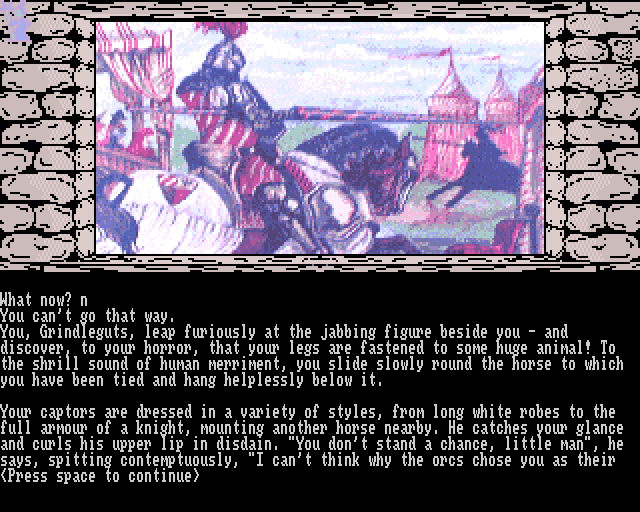 What now? n
You can't go that way.
You, Grindleguts, leap furiously at the jabbing figure beside you - and
discover, to your horror, that your legs are fastened to some huge animal! To
the shrill sound of human merriment, you slide slowly round the horse to which
you have been tied and hang helplessly below it.
Your captors are dressed in a variety of styles, from long white robes to the
full armour of a knight, mounting another horse nearby. He catches your glance
and curls his upper lip in disdain. "You don't stand a chance, little man", he
says, spitting contemptuously, "I can't think why the orcs chose you as their
(Press space to continue)